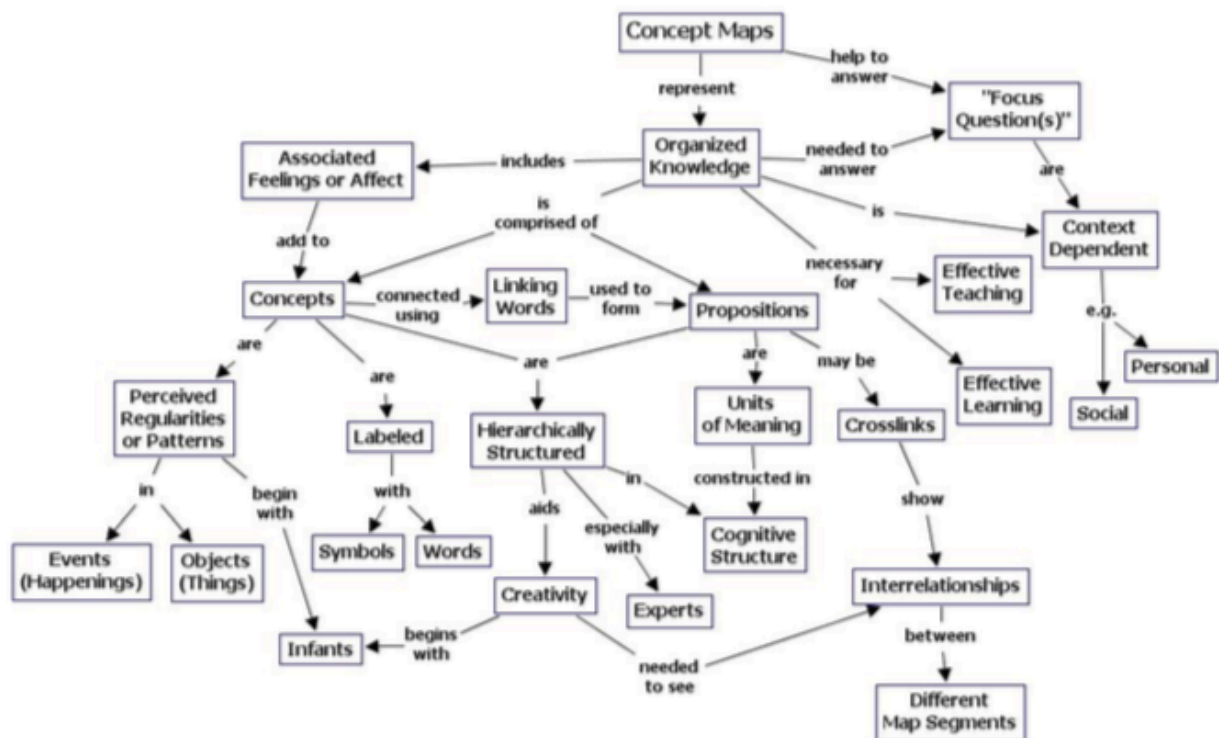 Concept Maps
help to
answer
represent
"Focus
Question(s)"
Organized
Knowledge
needed to
answer
Associated
Feelings or Affect
includes
are
is
comprised of
is
Context
Dependent
add to
necessary
for
Effective
Teaching
Concepts
connected
using
Linking
Words
used to
form
Propositions
e.g.
are
are
are
are
may be
Personal
Perceived
Regularities
or Patterns
Labeled
Hierarchically
Structured
Units
of Meaning
Crosslinks
Effective
Learning
Social
in
begin
with
with
aids
in
especially
with
constructed in
show
Events
(Happenings)
Objects
(Things)
Symbols
Words
Cognitive
Structure
Creativity
Experts
Interrelationships
Infants
begins
with
needed
to see
between
Different
Map Segments